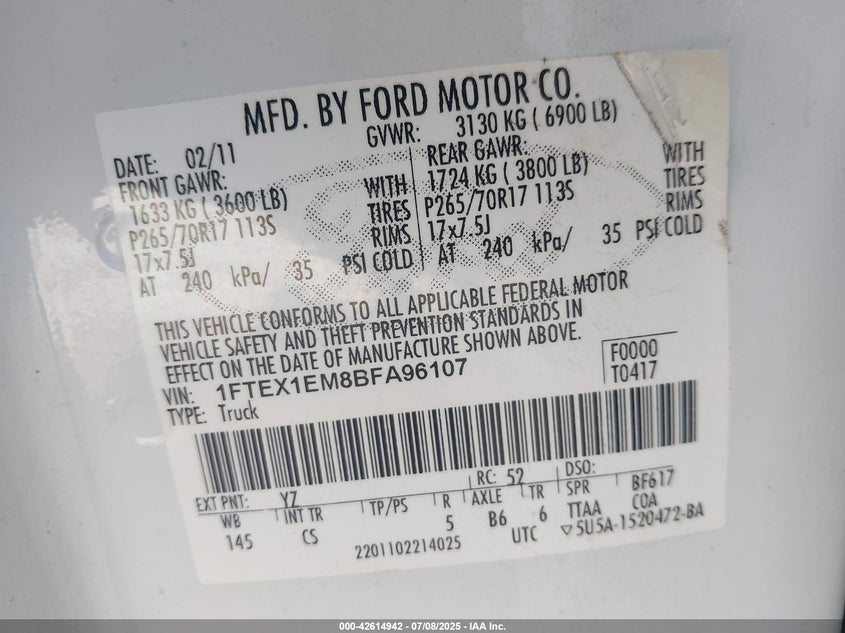 MFD. BY FORD MOTOR CO.
DATE: 02/11
GVWR: 3130 KG ( 6900 LB)
FRONT GAWR:
1633 KG ( 3600 LB)
P265/70R17 113S
17x7.5J
AT 240 kPa/ 35 PSI COLD
WITH
TIRES
RIMS
REAR GAWR:
1724 KG ( 3800 LB)
P265/70R17 113S
17x7.5J
AT 240 kPa/ 35 PSI COLD
WITH
TIRES
RIMS
THIS VEHICLE CONFORMS TO ALL APPLICABLE FEDERAL MOTOR
VEHICLE SAFETY AND THEFT PREVENTION STANDARDS IN
EFFECT ON THE DATE OF MANUFACTURE SHOWN ABOVE.
VIN: 1FTEX1EM8BFA96107
TYPE: Truck
F0000
T0417
EXT PNT: YZ RC: 52 DSO:
WB INT TR TP/PS R AXLE TR SPR BF617
145 CS 5 B6 6 TTAA COA
2201102214025 UTC ▽5U5A-1520472-BA
000-42614942 - 07/08/2025 - IAA Inc.